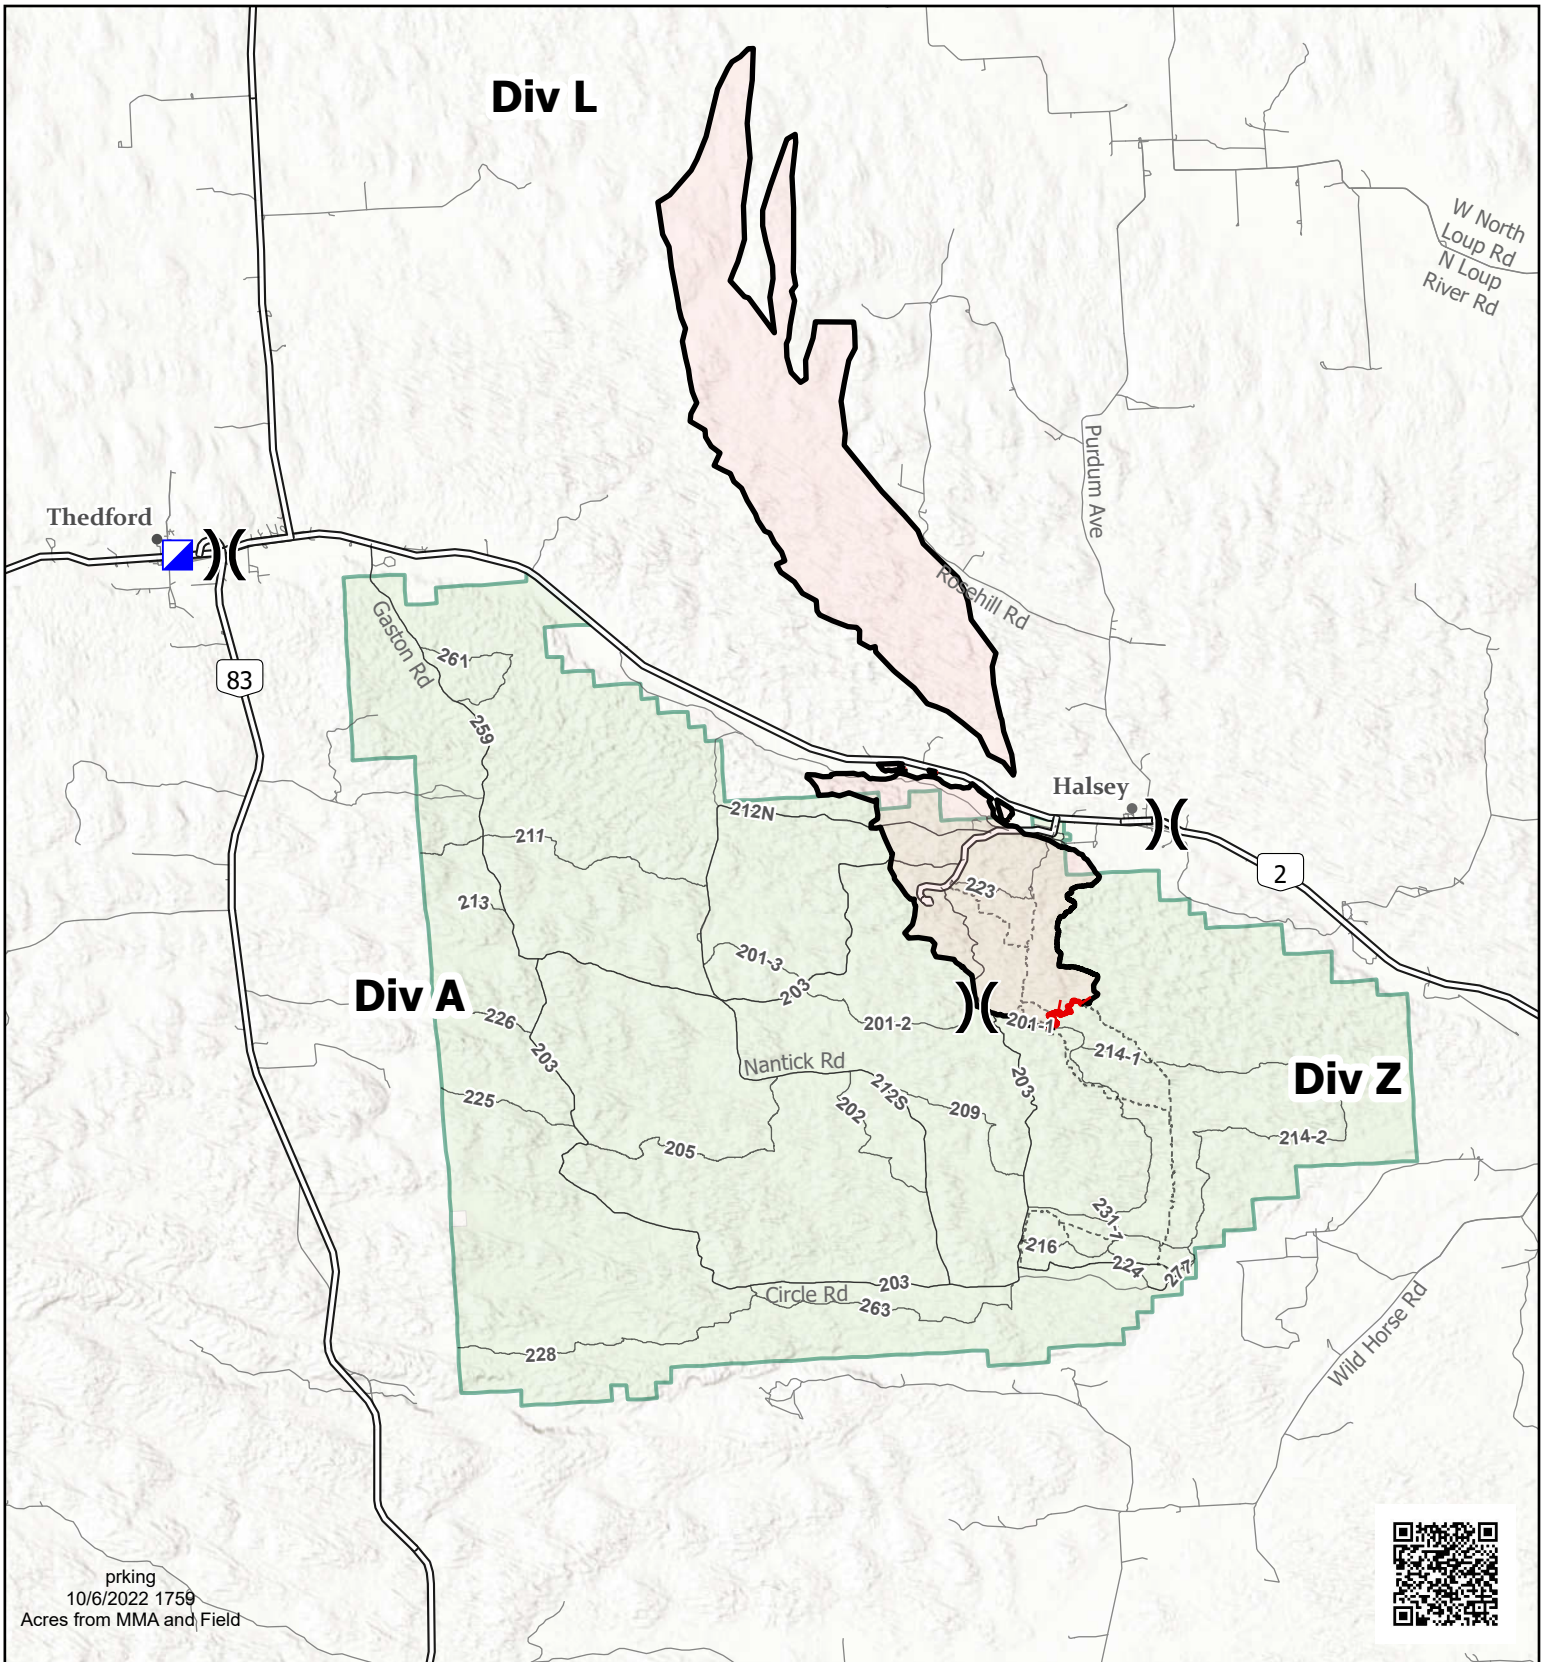 Div L
W North
Loup Rd
N Loup
River Rd
Purdum Ave
Thedford
Rosehill Rd
Gaston Rd
261
83
259
Halsey
212N
211
2
223
213
201-3
203
Div A
226
201-2
201-1
203
214-1
Nantick Rd
203
Div Z
225
212S
202
209
214-2
205
231-7
216
224
277
203
Circle Rd
263
228
Wild Horse Rd
prking
10/6/2022 1759
Acres from MMA and Field